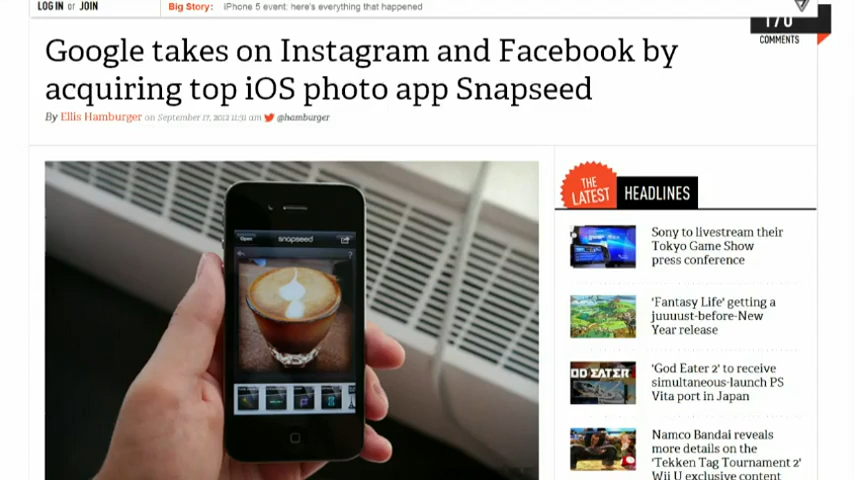 LOG IN or JOIN
Big Story: iPhone 5 event: here's everything that happened
170
COMMENTS
Google takes on Instagram and Facebook by
acquiring top iOS photo app Snapseed
By Ellis Hamburger on September 17, 2012 11:31 am @hamburger
Open
snapseed
?
THE
LATEST
HEADLINES
Sony to livestream their
Tokyo Game Show
press conference
'Fantasy Life' getting a
juuuust-before-New
Year release
OD EATER
'God Eater 2' to receive
simultaneous-launch PS
Vita port in Japan
Namco Bandai reveals
more details on the
'Tekken Tag Tournament 2'
Wii U exclusive content